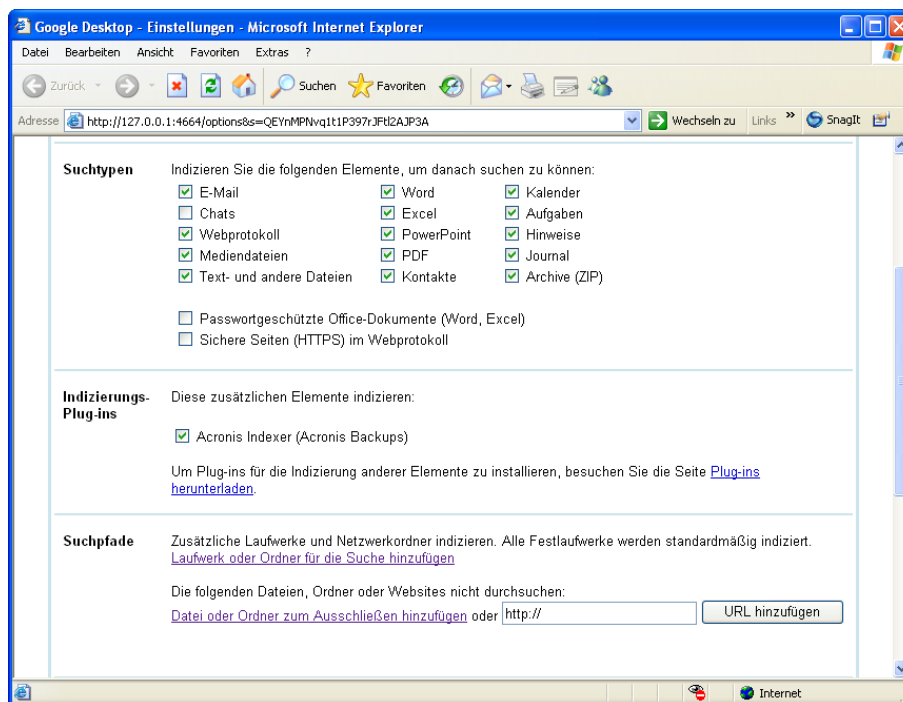 Google Desktop - Einstellungen - Microsoft Internet Explorer
Datei Bearbeiten Ansicht Favoriten Extras ?
Zurück Suchen Favoriten
Adresse http://127.0.0.1:4664/options&s=QEYnMPNvq1t1P397rJFtl2AJP3A Wechseln zu Links » SnagIt
Suchtypen Indizieren Sie die folgenden Elemente, um danach suchen zu können:
E-Mail Word Kalender
Chats Excel Aufgaben
Webprotokoll PowerPoint Hinweise
Mediendateien PDF Journal
Text- und andere Dateien Kontakte Archive (ZIP)
Passwortgeschützte Office-Dokumente (Word, Excel)
Sichere Seiten (HTTPS) im Webprotokoll
Indizierungs- Diese zusätzlichen Elemente indizieren:
Plug-ins
Acronis Indexer (Acronis Backups)
Um Plug-ins für die Indizierung anderer Elemente zu installieren, besuchen Sie die Seite Plug-ins
herunterladen.
Suchpfade Zusätzliche Laufwerke und Netzwerkordner indizieren. Alle Festlaufwerke werden standardmäßig indiziert.
Laufwerk oder Ordner für die Suche hinzufügen
Die folgenden Dateien, Ordner oder Websites nicht durchsuchen:
Datei oder Ordner zum Ausschließen hinzufügen oder http:// URL hinzufügen
Internet